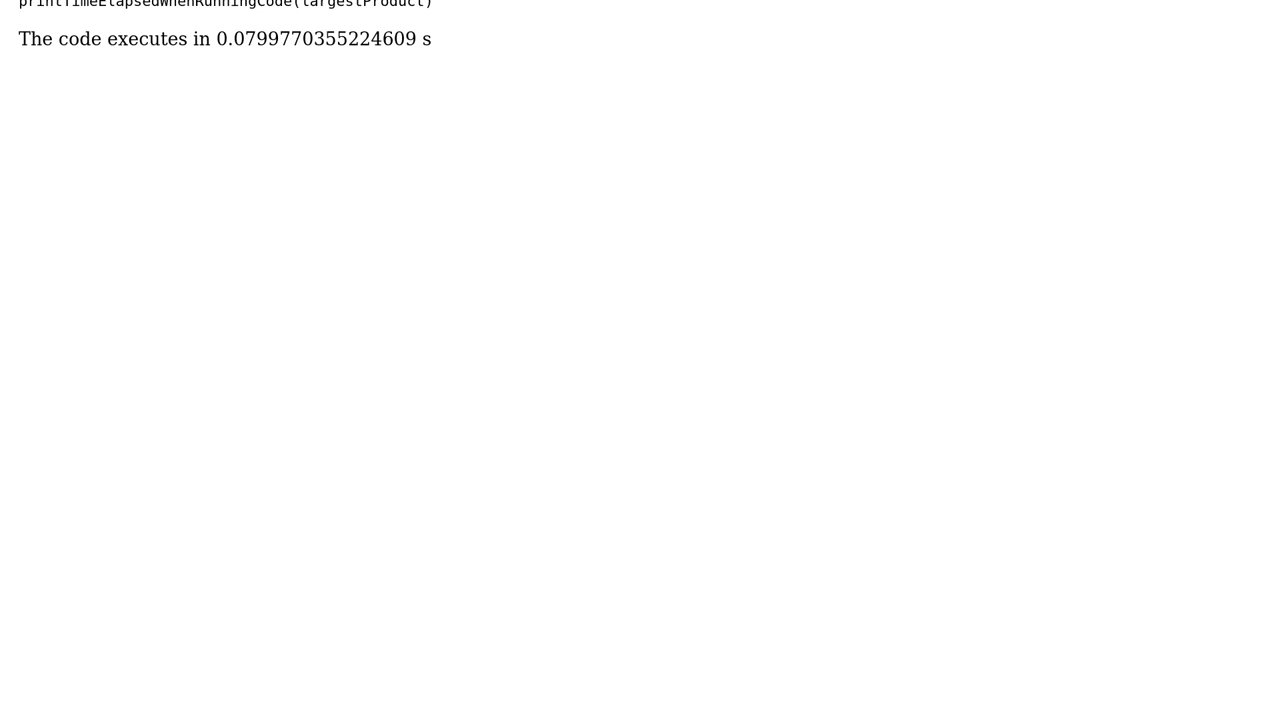 printTimeElapsedWhenRunningCode(largestProduct)
The code executes in 0.0799770355224609 s